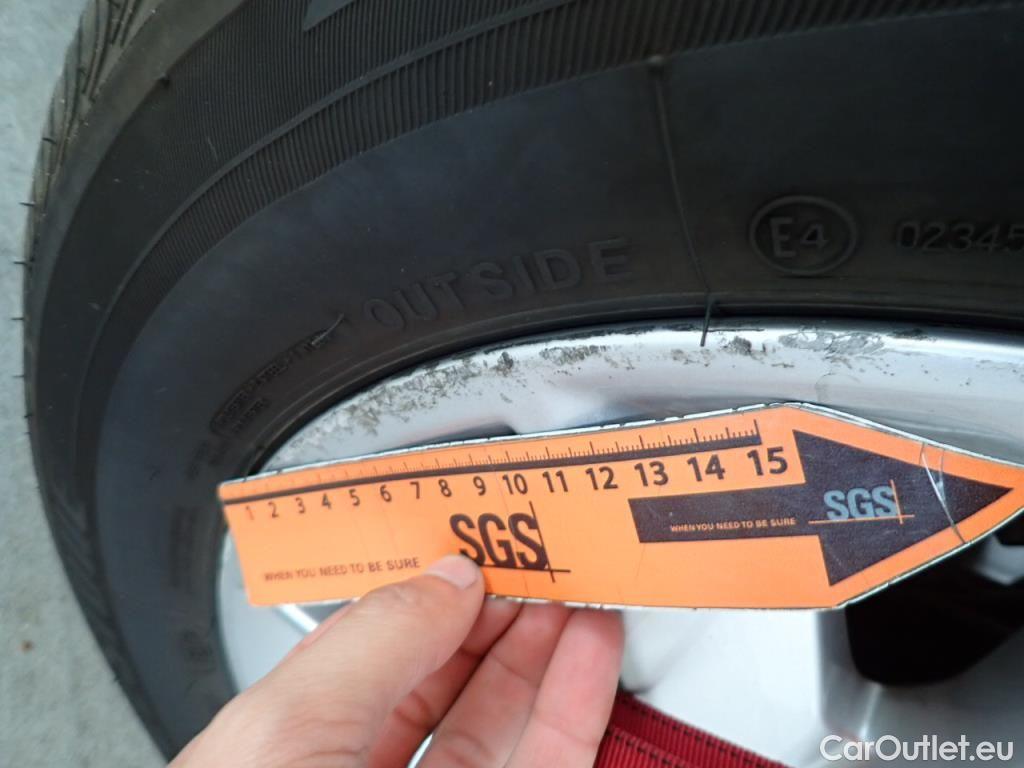 OUTSIDE
E4
02345
1 2 3 4 5 6 7 8 9 10 11 12 13 14 15
SGS
WHEN YOU NEED TO BE SURE
SGS
WHEN YOU NEED TO BE SURE
CarOutlet.eu